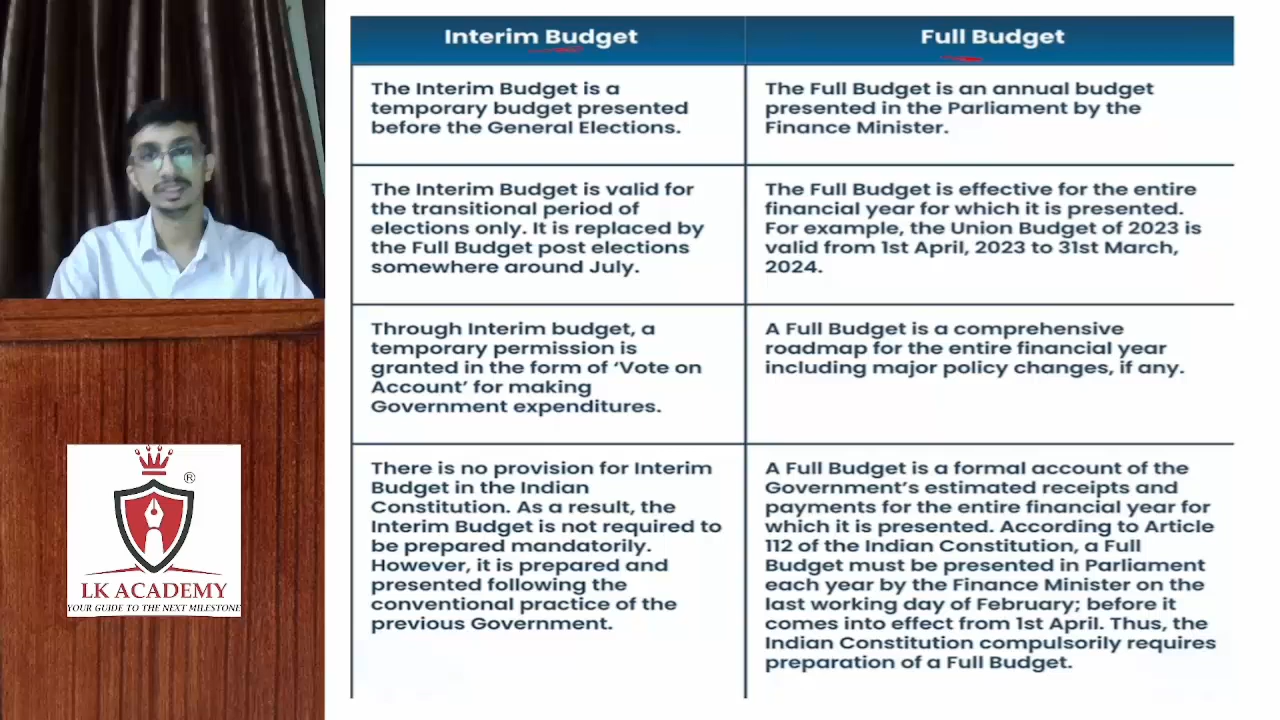 Interim Budget
Full Budget
The Interim Budget is a
temporary budget presented
before the General Elections.
The Full Budget is an annual budget
presented in the Parliament by the
Finance Minister.
The Interim Budget is valid for
the transitional period of
elections only. It is replaced by
the Full Budget post elections
somewhere around July.
The Full Budget is effective for the entire
financial year for which it is presented.
For example, the Union Budget of 2023 is
valid from 1st April, 2023 to 31st March,
2024.
Through Interim budget, a
temporary permission is
granted in the form of ‘Vote on
Account’ for making
Government expenditures.
A Full Budget is a comprehensive
roadmap for the entire financial year
including major policy changes, if any.
There is no provision for Interim
Budget in the Indian
Constitution. As a result, the
Interim Budget is not required to
be prepared mandatorily.
However, it is prepared and
presented following the
conventional practice of the
previous Government.
A Full Budget is a formal account of the
Government’s estimated receipts and
payments for the entire financial year for
which it is presented. According to Article
112 of the Indian Constitution, a Full
Budget must be presented in Parliament
each year by the Finance Minister on the
last working day of February; before it
comes into effect from 1st April. Thus, the
Indian Constitution compulsorily requires
preparation of a Full Budget.
®
LK ACADEMY
YOUR GUIDE TO THE NEXT MILESTONE